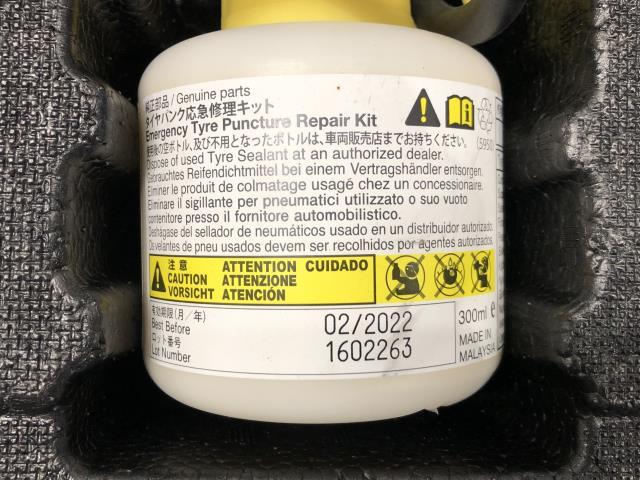 純正部品/Genuine parts
タイヤパンク応急修理キット
Emergency Tyre Puncture Repair Kit
使用後の空ボトル、及び不用となったボトルは、車両販売店までお持ちください。
Dispose of used Tyre Sealant at an authorized dealer.
Gebrauchtes Reifendichtmittel bei einem Vertragshändler entsorgen.
Eliminer le produit de colmatage usagé chez un concessionaire.
Eliminare il sigillante per pneumatici utilizzato o suo vuoto
contenitore presso il fornitore automobilistico.
Deshágase del sellador de neumáticos usado en un distribuidor autorizado.
Os velantes de pneu usados devem ser recolhidos por agentes autorizados.
注意 ATTENTION CUIDADO
CAUTION ATTENZIONE
VORSICHT ATENCIÓN
有効期限(月/年)
Best Before
02/2022
ロット番号
Lot Number
1602263
300ml e
MADE IN
MALAYSIA